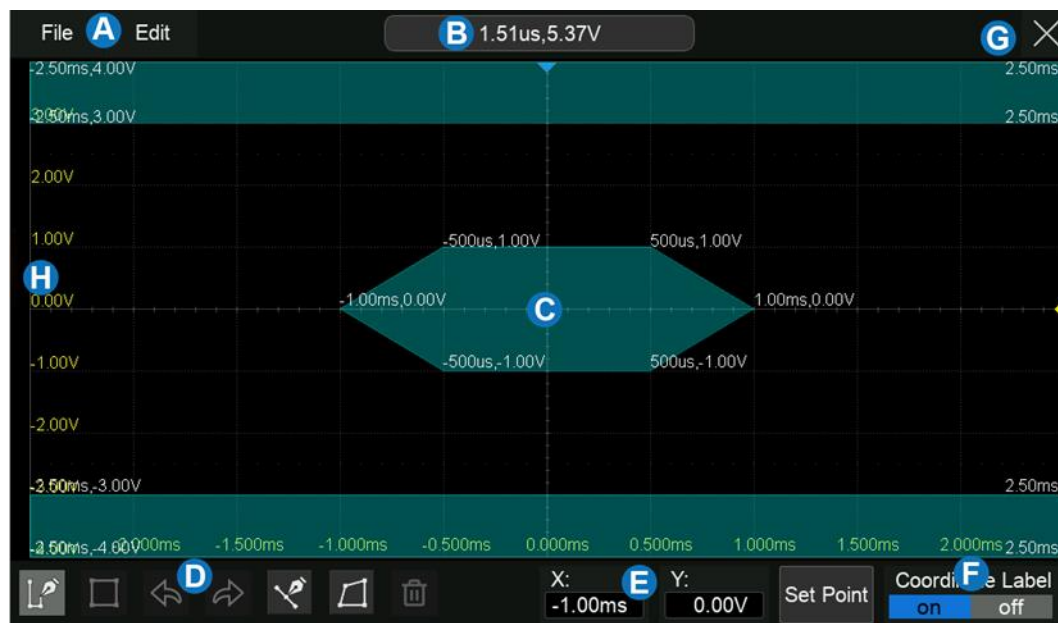 File A Edit B 1.51us,5.37V G
-2.50ms,4.00V 2.50ms
3.00V
-2.50ms,3.00V 2.50ms
2.00V
1.00V -500us,1.00V 500us,1.00V
H
0.00V -1.00ms,0.00V C 1.00ms,0.00V
-1.00V -500us,-1.00V 500us,-1.00V
-2.00V
-2.50ms,-3.00V 2.50ms
-2.50ms,-4.00V -2.000ms -1.500ms -1.000ms -0.500ms 0.000ms 0.500ms 1.000ms 1.500ms 2.000ms 2.50ms
D X: E Y: Set Point Coordi F e Label
-1.00ms 0.00V on off